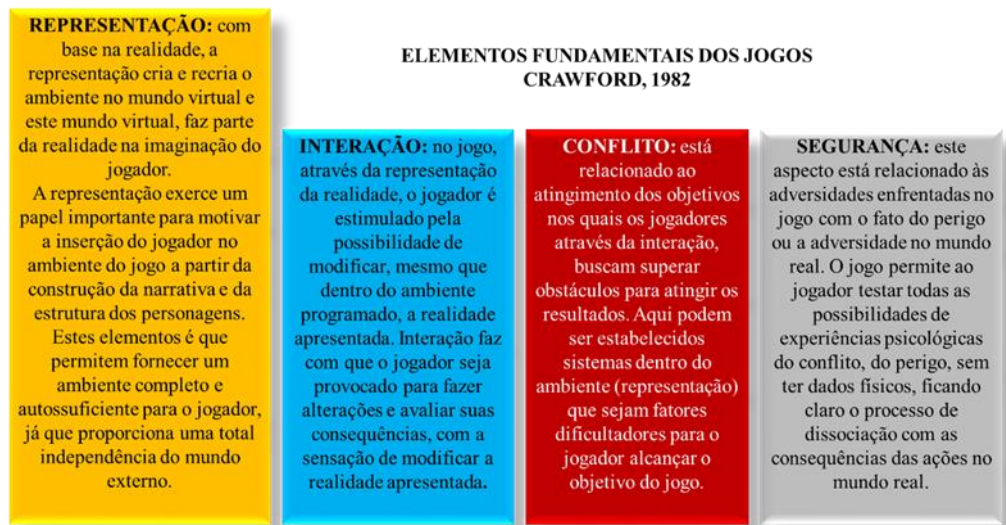 REPRESENTAÇÃO: com
base na realidade, a
representação cria e recria o
ambiente no mundo virtual e
este mundo virtual, faz parte
da realidade na imaginação do
jogador.
A representação exerce um
papel importante para motivar
a inserção do jogador no
ambiente do jogo a partir da
construção da narrativa e da
estrutura dos personagens.
Estes elementos é que
permitem fornecer um
ambiente completo e
autossuficiente para o jogador,
já que proporciona uma total
independência do mundo
externo.
ELEMENTOS FUNDAMENTAIS DOS JOGOS
CRAWFORD, 1982
INTERAÇÃO: no jogo,
através da representação
da realidade, o jogador é
estimulado pela
possibilidade de
modificar, mesmo que
dentro do ambiente
programado, a realidade
apresentada. Interação faz
com que o jogador seja
provocado para fazer
alterações e avaliar suas
consequências, com a
sensação de modificar a
realidade apresentada.
CONFLITO: está
relacionado ao
atingimento dos objetivos
nos quais os jogadores
através da interação,
buscam superar
obstáculos para atingir os
resultados. Aqui podem
ser estabelecidos
sistemas dentro do
ambiente (representação)
que sejam fatores
dificultadores para o
jogador alcançar o
objetivo do jogo.
SEGURANÇA: este
aspecto está relacionado às
adversidades enfrentadas no
jogo com o fato do perigo
ou a adversidade no mundo
real. O jogo permite ao
jogador testar todas as
possibilidades de
experiências psicológicas
do conflito, do perigo, sem
ter dados físicos, ficando
claro o processo de
dissociação com as
consequências das ações no
mundo real.